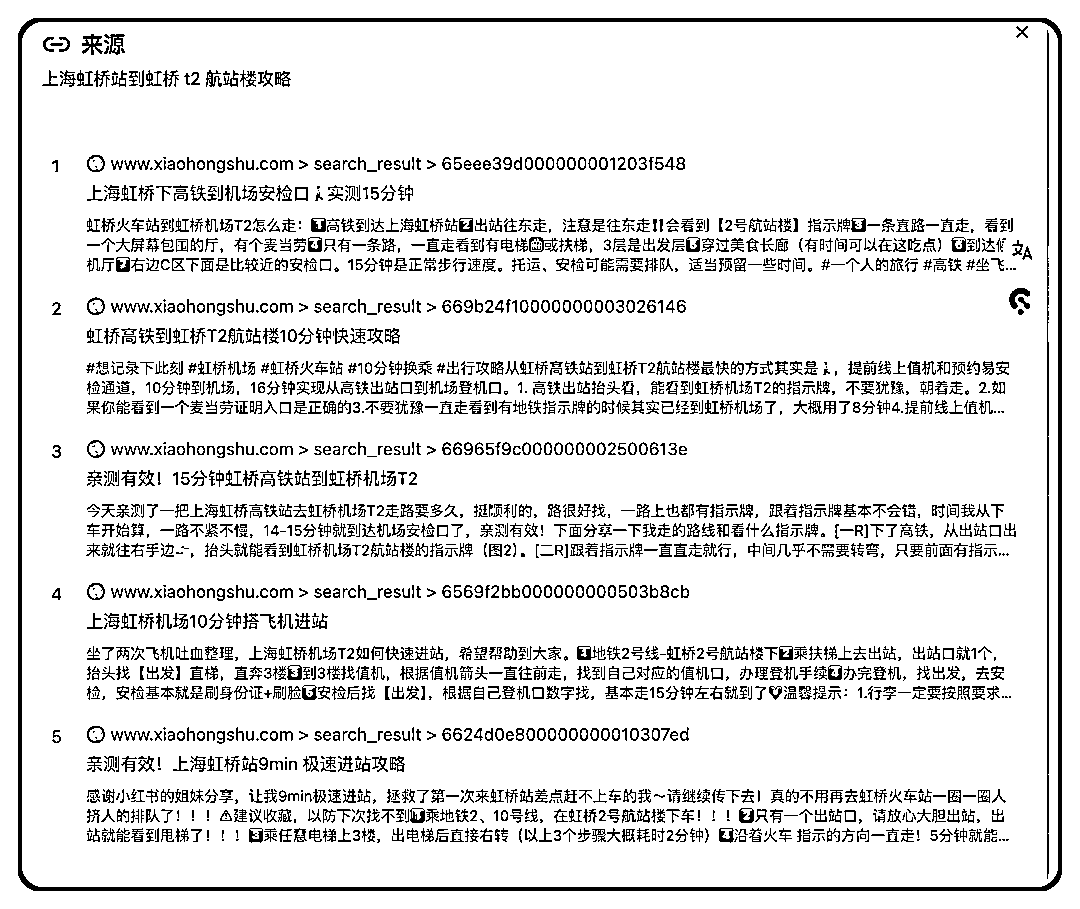 来源
上海虹桥站到虹桥 t2 航站楼攻略
1 www.xiaohongshu.com > search_result > 65eee39d000000001203f548
上海虹桥下高铁到机场安检口🚶实测15分钟
虹桥火车站到虹桥机场T2怎么走：1️⃣高铁到达上海虹桥站2️⃣出站往东走，注意是往东走‼️会看到【2号航站楼】指示牌3️⃣一条直路一直走，看到
一个大屏幕包围的厅，有个麦当劳4️⃣只有一条路，一直走看到有电梯🛗或扶梯，3层是出发层5️⃣穿过美食长廊（有时间可以在这吃点）6️⃣到达
机厅7️⃣右边C区下面是比较近的安检口。15分钟是正常步行速度。托运、安检可能需要排队，适当预留一些时间。#一个人的旅行 #高铁 #坐飞...
2 www.xiaohongshu.com > search_result > 669b24f10000000003026146
虹桥高铁到虹桥T2航站楼10分钟快速攻略
#想记录下此刻 #虹桥机场 #虹桥火车站 #10分钟换乘 #出行攻略从虹桥高铁站到虹桥T2航站楼最快的方式其实是🚶，提前线上值机和预约易安
检通道，10分钟到机场，16分钟实现从高铁出站口到机场登机口。1. 高铁出站抬头看，能看到虹桥机场T2的指示牌，不要犹豫，朝着走。2.如
果你能看到一个麦当劳证明入口是正确的3.不要犹豫一直走看到有地铁指示牌的时候其实已经到虹桥机场了，大概用了8分钟4.提前线上值机...
3 www.xiaohongshu.com > search_result > 66965f9c000000002500613e
亲测有效！15分钟虹桥高铁站到虹桥机场T2
今天亲测了一把上海虹桥高铁站去虹桥机场T2走路要多久，挺顺利的，路很好找，一路上也都有指示牌，跟着指示牌基本不会错，时间我从下
车开始算，一路不紧不慢，14-15分钟就到达机场安检口了，亲测有效！下面分享一下我走的路线和看什么指示牌。[一R]下了高铁，从出站口出
来就往右手边，抬头就能看到虹桥机场T2航站楼的指示牌（图2）。[二R]跟着指示牌一直直走就行，中间几乎不需要转弯，只要前面有指示...
4 www.xiaohongshu.com > search_result > 6569f2bb000000000503b8cb
上海虹桥机场10分钟搭飞机进站
坐了两次飞机吐血整理，上海虹桥机场T2如何快速进站，希望帮助到大家。1️⃣地铁2号线-虹桥2号航站楼下2️⃣乘扶梯上去出站，出站口就1个，
抬头找【出发】直梯，直奔3楼3️⃣到3楼找值机，根据值机箭头一直往前走，找到自己对应的值机口，办理登机手续4️⃣办完登机，找出发，去安
检，安检基本就是刷身份证+刷脸5️⃣安检后找【出发】，根据自己登机口数字找，基本走15分钟左右就到了♥温馨提示：1.行李一定要按照要求...
5 www.xiaohongshu.com > search_result > 6624d0e800000000010307ed
亲测有效！上海虹桥站9min 极速进站攻略
感谢小红书的姐妹分享，让我9min极速进站，拯救了第一次来虹桥站差点赶不上车的我～请继续传下去！真的不用再去虹桥火车站一圈一圈人
挤人的排队了！！！⚠建议收藏，以防下次找不到1️⃣乘地铁2、10号线，在虹桥2号航站楼下车！！！2️⃣只有一个出站口，请放心大胆出站，出
站就能看到甩梯了！！！3️⃣乘任意电梯上3楼，出电梯后直接右转（以上3个步骤大概耗时2分钟）4️⃣沿着火车 指示的方向一直走！5分钟就能...